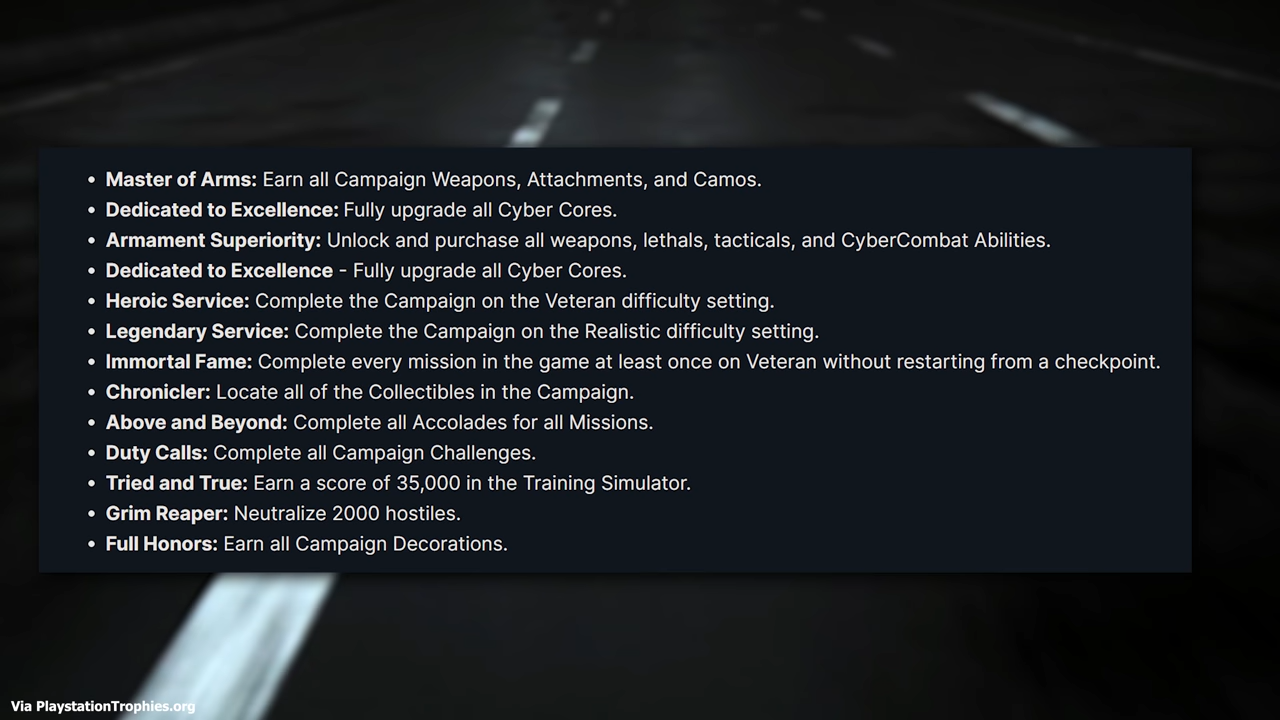 • Master of Arms: Earn all Campaign Weapons, Attachments, and Camos.
• Dedicated to Excellence: Fully upgrade all Cyber Cores.
• Armament Superiority: Unlock and purchase all weapons, lethals, tacticals, and CyberCombat Abilities.
• Dedicated to Excellence - Fully upgrade all Cyber Cores.
• Heroic Service: Complete the Campaign on the Veteran difficulty setting.
• Legendary Service: Complete the Campaign on the Realistic difficulty setting.
• Immortal Fame: Complete every mission in the game at least once on Veteran without restarting from a checkpoint.
• Chronicler: Locate all of the Collectibles in the Campaign.
• Above and Beyond: Complete all Accolades for all Missions.
• Duty Calls: Complete all Campaign Challenges.
• Tried and True: Earn a score of 35,000 in the Training Simulator.
• Grim Reaper: Neutralize 2000 hostiles.
• Full Honors: Earn all Campaign Decorations.
Via PlaystationTrophies.org